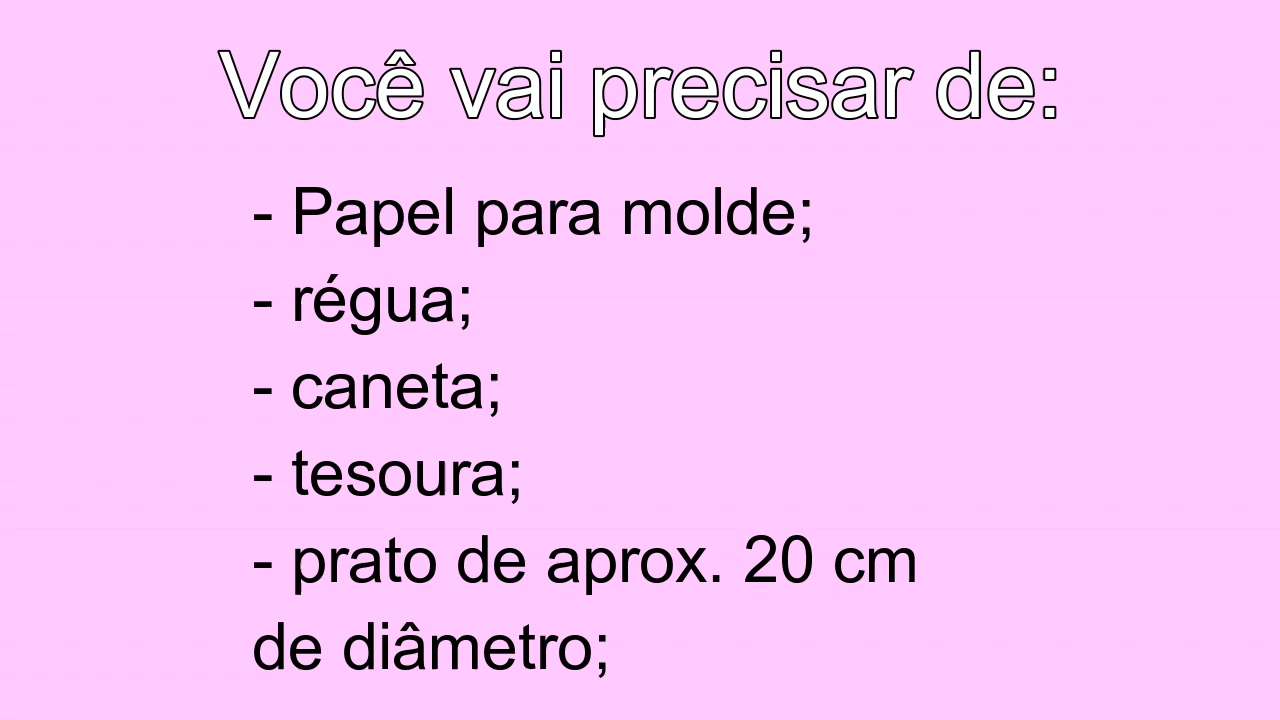 Você vai precisar de:
- Papel para molde;
- régua;
- caneta;
- tesoura;
- prato de aprox. 20 cm
de diâmetro;